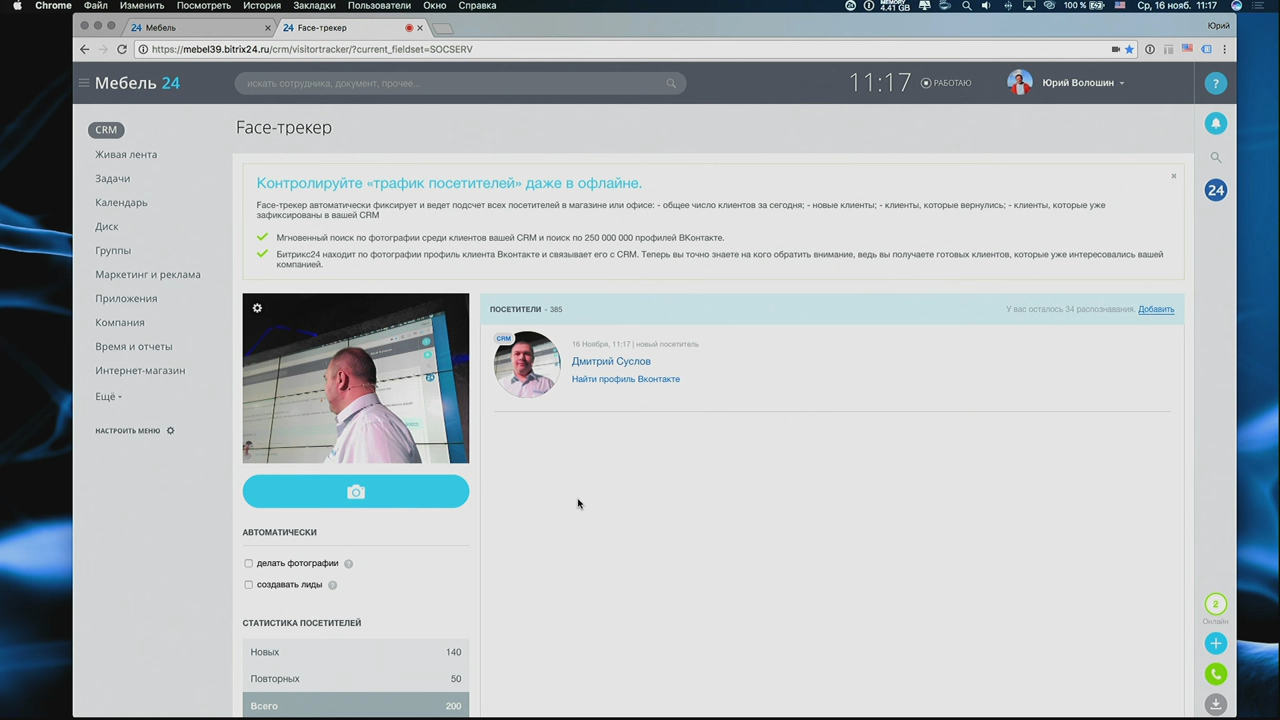 Chrome Файл Изменить Посмотреть История Закладки Пользователи Окно Справка
4.41 GB 100 % Ср, 16 нояб. 11:17
24 Мебель
24 Face-трекер
Юрий
https://mebel39.bitrix24.ru/crm/visitortracker/?current_fieldset=SOCSERV
Мебель 24
искать сотрудника, документ, прочее...
11:17 РАБОТАЮ
Юрий Волошин
?
CRM
Живая лента
Задачи
Календарь
Диск
Группы
Маркетинг и реклама
Приложения
Компания
Время и отчеты
Интернет-магазин
Ещё
НАСТРОИТЬ МЕНЮ
Face-трекер
Контролируйте «трафик посетителей» даже в офлайне.
Face-трекер автоматически фиксирует и ведет подсчет всех посетителей в магазине или офисе: - общее число клиентов за сегодня; - новые клиенты; - клиенты, которые вернулись; - клиенты, которые уже
зафиксированы в вашей CRM
Мгновенный поиск по фотографии среди клиентов вашей CRM и поиск по 250 000 000 профилей ВКонтакте.
Битрикс24 находит по фотографии профиль клиента Вконтакте и связывает его с CRM. Теперь вы точно знаете на кого обратить внимание, ведь вы получаете готовых клиентов, которые уже интересовались вашей
компанией.
ПОСЕТИТЕЛИ - 385
У вас осталось 34 распознавания. Добавить
CRM
16 Ноября, 11:17 | новый посетитель
Дмитрий Суслов
Найти профиль Вконтакте
АВТОМАТИЧЕСКИ
делать фотографии ?
создавать лиды ?
СТАТИСТИКА ПОСЕТИТЕЛЕЙ
Новых 140
Повторных 50
Всего 200
24
2
Онлайн